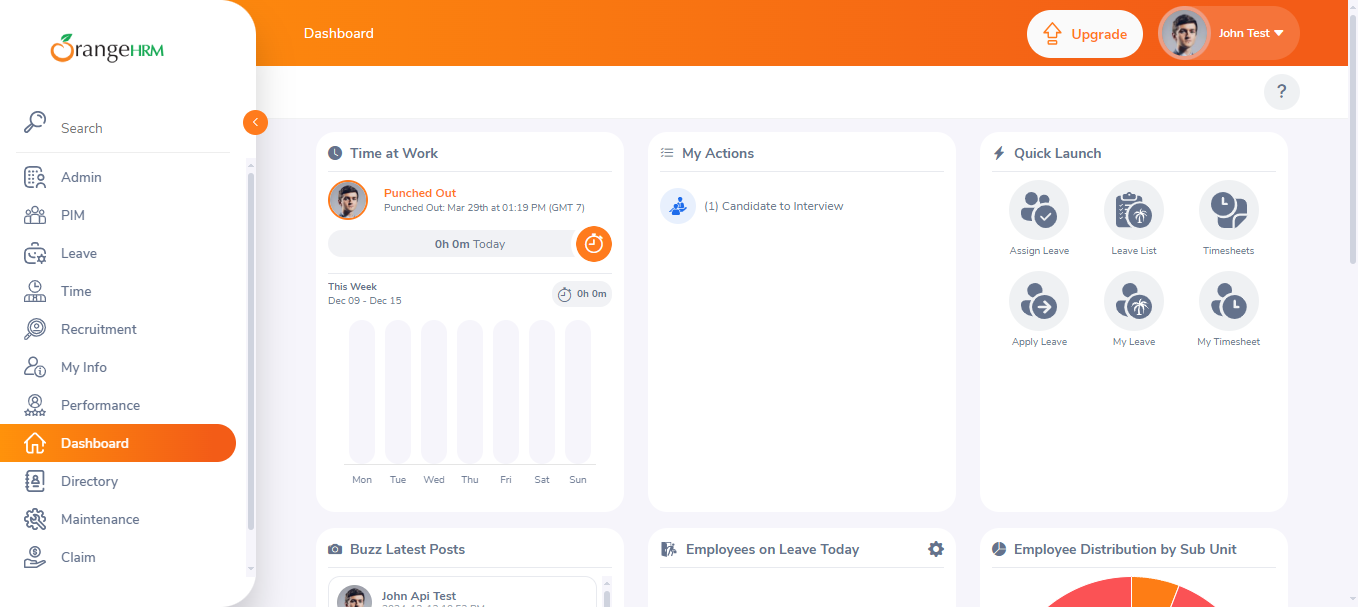 OrangeHRM
Dashboard
Upgrade
John Test
?
Search
Admin
PIM
Leave
Time
Recruitment
My Info
Performance
Dashboard
Directory
Maintenance
Claim
Time at Work
Punched Out
Punched Out: Mar 29th at 01:19 PM (GMT 7)
0h 0m Today
This Week
Dec 09 - Dec 15
0h 0m
Mon Tue Wed Thu Fri Sat Sun
My Actions
(1) Candidate to Interview
Quick Launch
Assign Leave
Leave List
Timesheets
Apply Leave
My Leave
My Timesheet
Buzz Latest Posts
John Api Test
Employees on Leave Today
Employee Distribution by Sub Unit